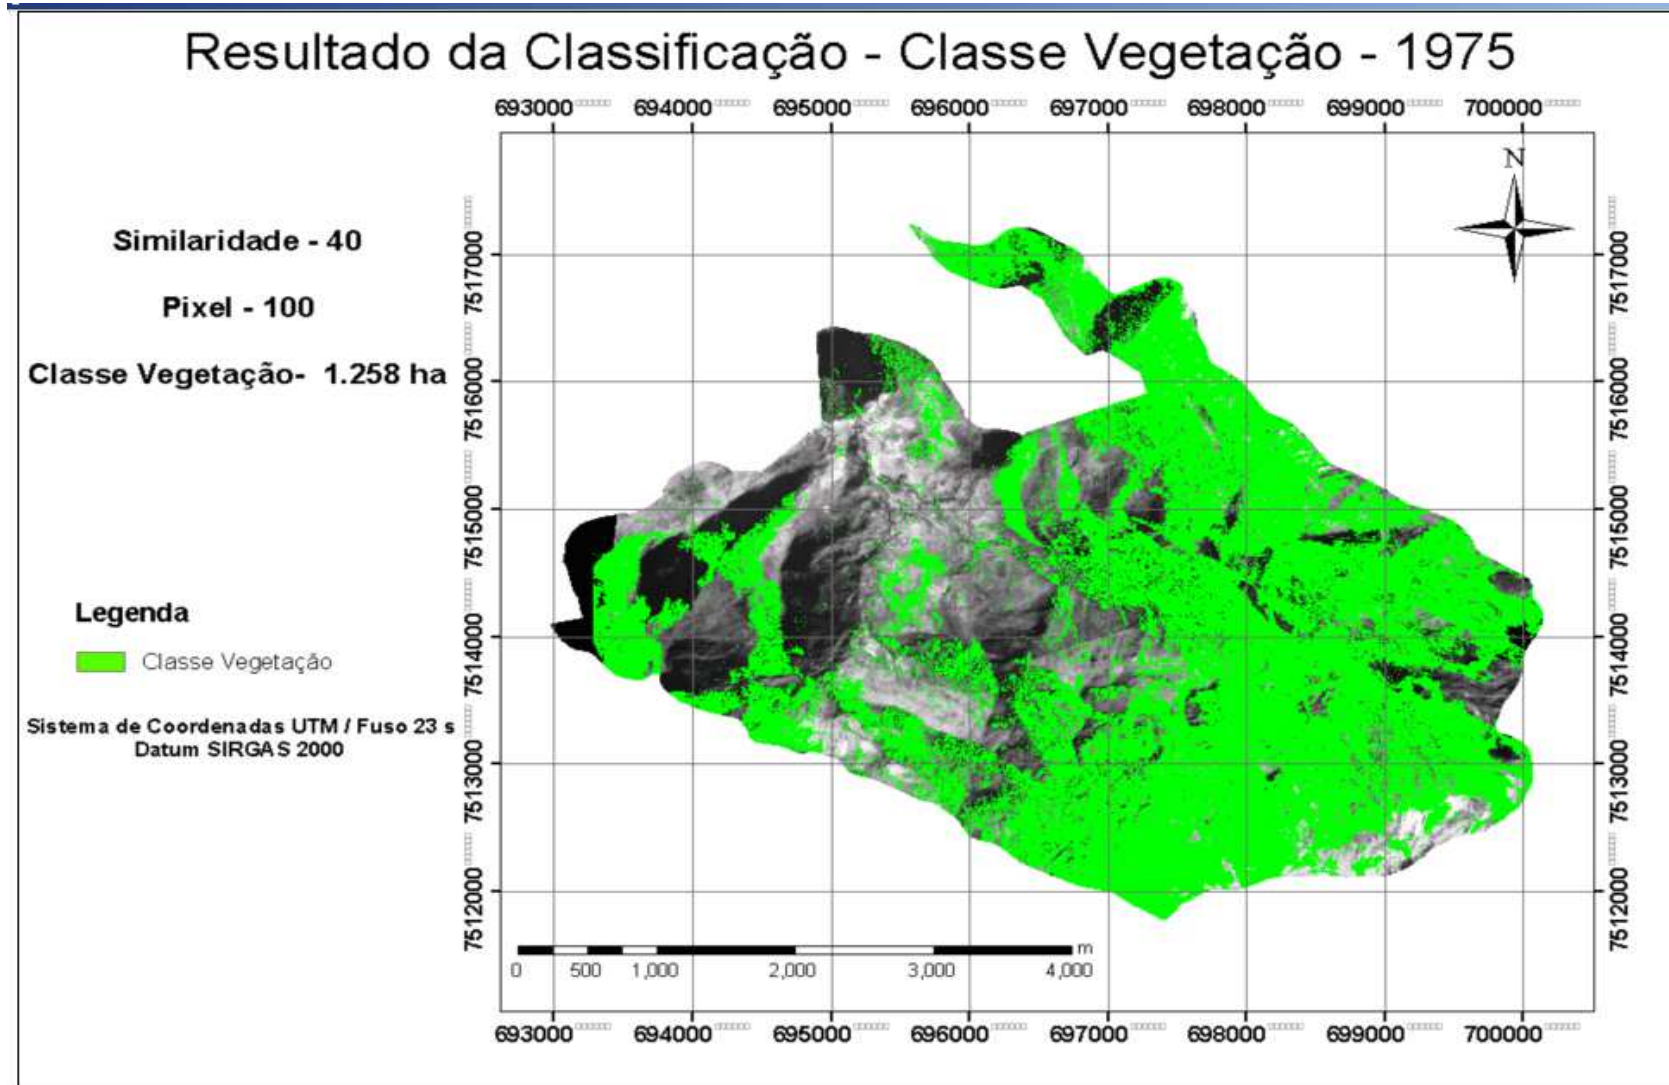 Resultado da Classificação - Classe Vegetação - 1975
693000 694000 695000 696000 697000 698000 699000 700000
N
Similaridade - 40
Pixel - 100
Classe Vegetação- 1.258 ha
7517000
7516000
7515000
7514000
7513000
7512000
7517000
7516000
7515000
7514000
7513000
7512000
Legenda
Classe Vegetação
Sistema de Coordenadas UTM / Fuso 23 s
Datum SIRGAS 2000
m
0 500 1,000 2,000 3,000 4,000
693000 694000 695000 696000 697000 698000 699000 700000